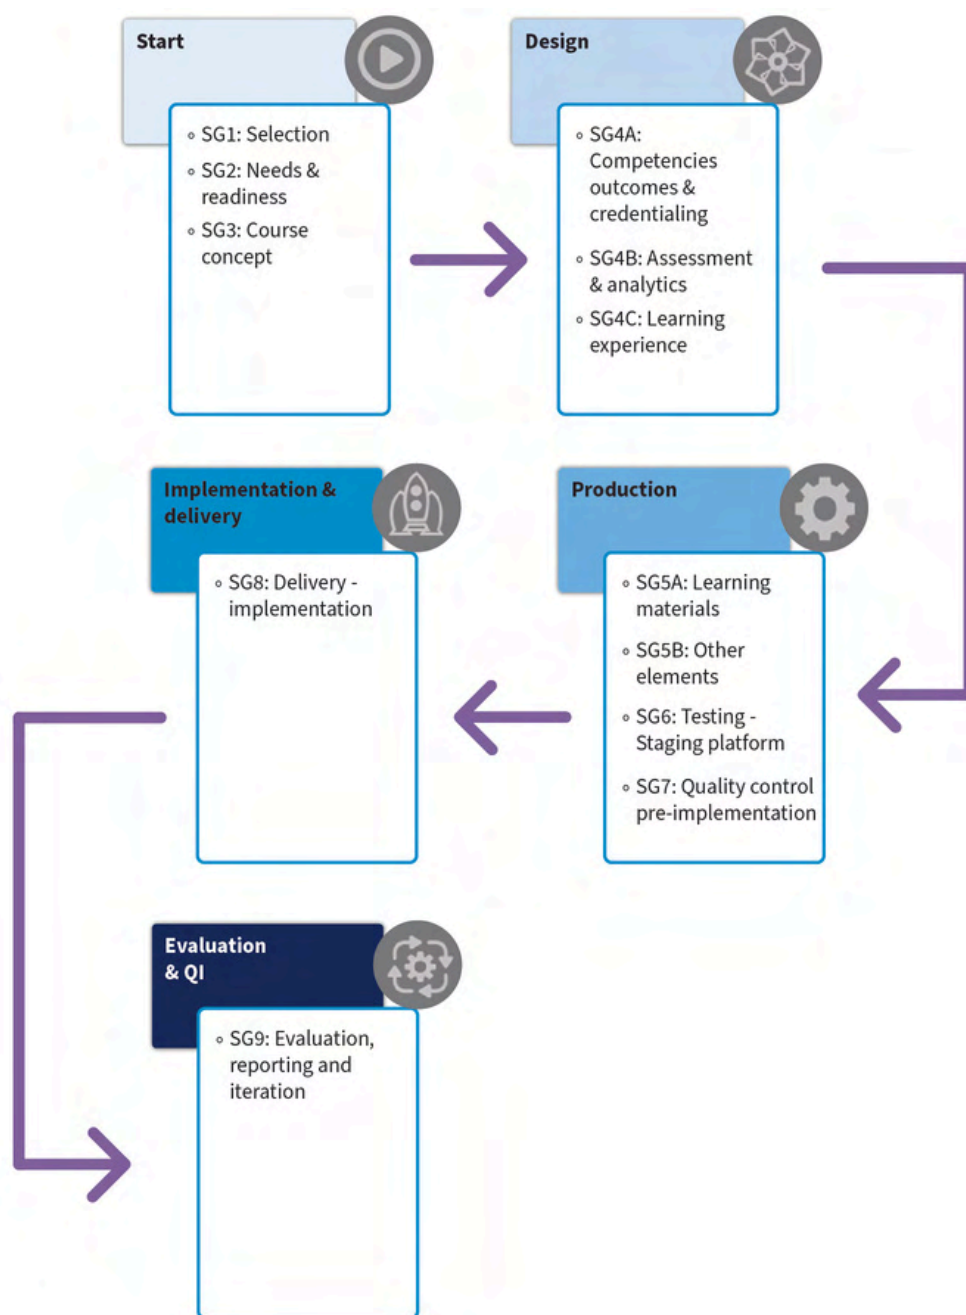 Start
◦ SG1: Selection
◦ SG2: Needs &
readiness
◦ SG3: Course
concept
Design
◦ SG4A:
Competencies
outcomes &
credentialing
◦ SG4B: Assessment
& analytics
◦ SG4C: Learning
experience
Production
◦ SG5A: Learning
materials
◦ SG5B: Other
elements
◦ SG6: Testing -
Staging platform
◦ SG7: Quality control
pre-implementation
Implementation &
delivery
◦ SG8: Delivery -
implementation
Evaluation
& QI
◦ SG9: Evaluation,
reporting and
iteration